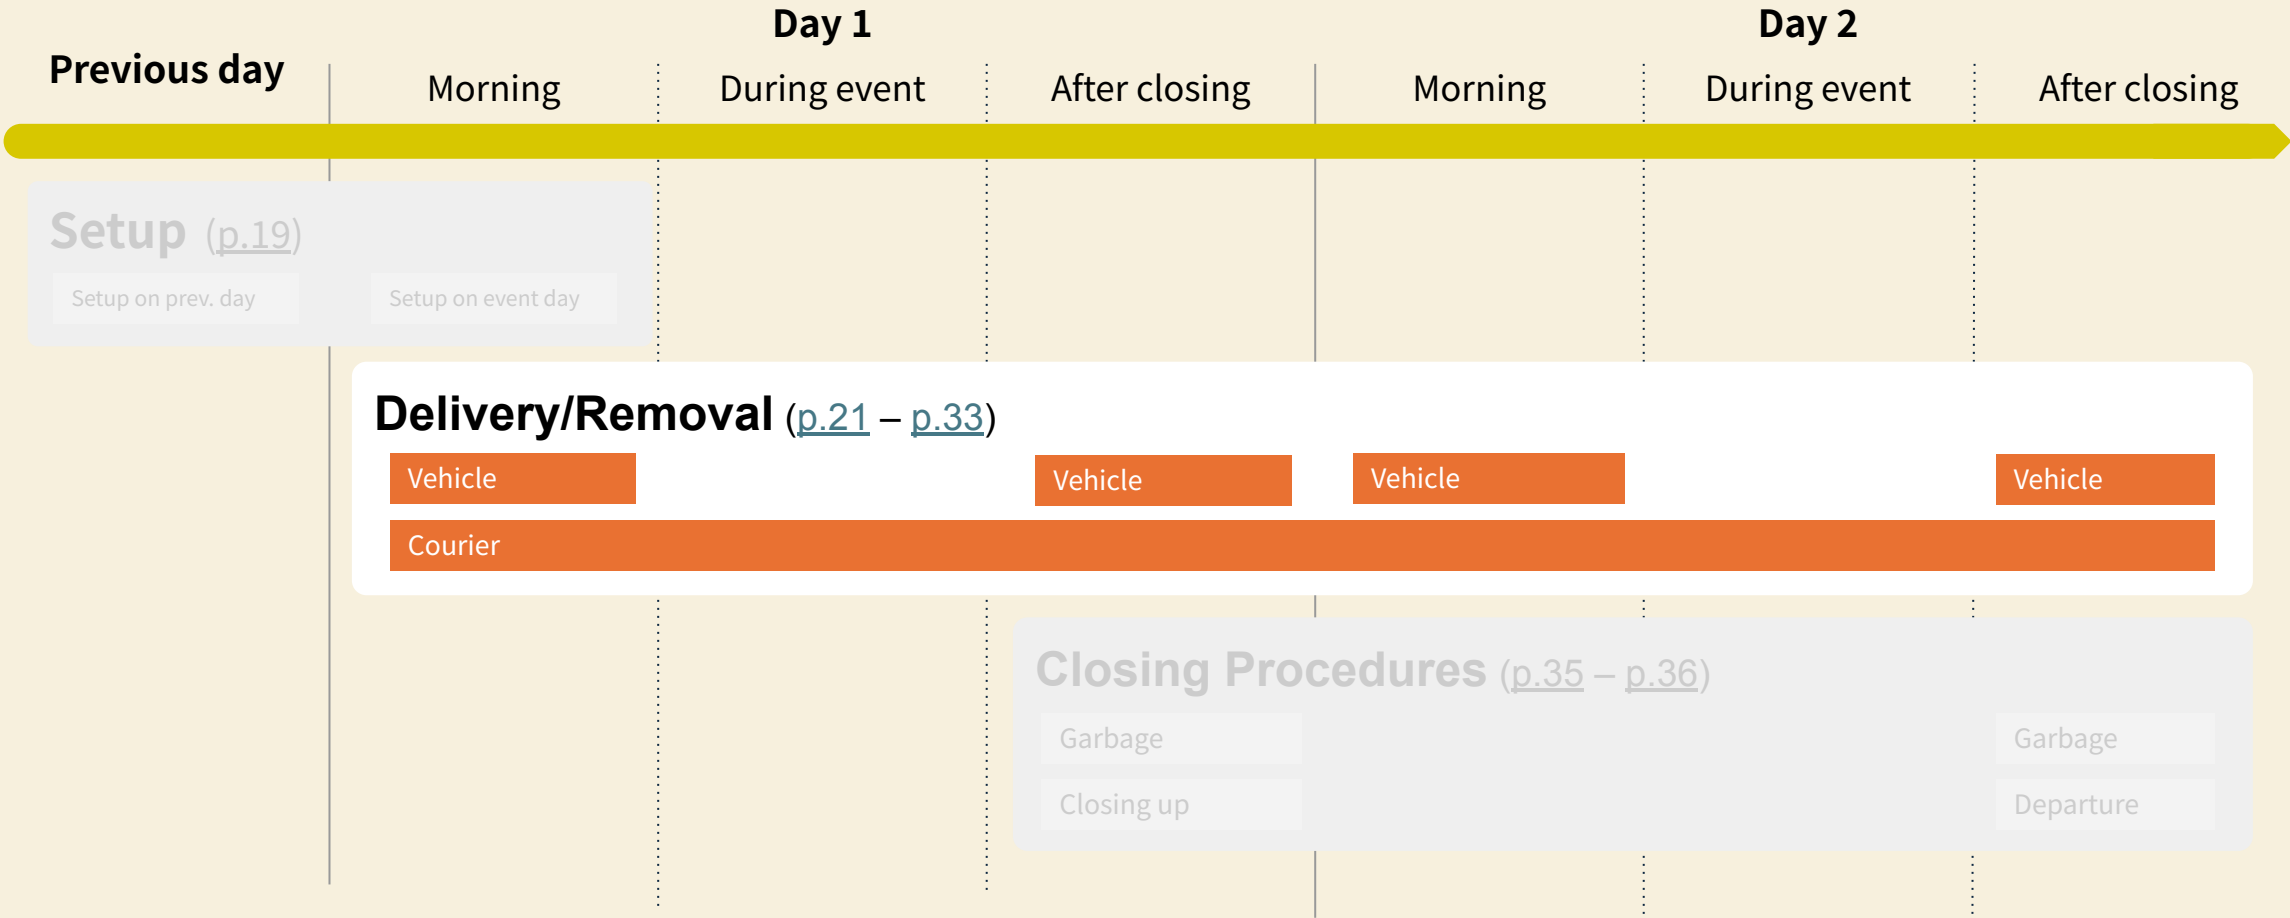 Day 1
Day 2
Previous day
Morning
During event
After closing
Morning
During event
After closing
Setup (p.19)
Setup on prev. day
Setup on event day
Delivery/Removal (p.21 – p.33)
Vehicle
Vehicle
Vehicle
Vehicle
Courier
Closing Procedures (p.35 – p.36)
Garbage
Garbage
Closing up
Departure